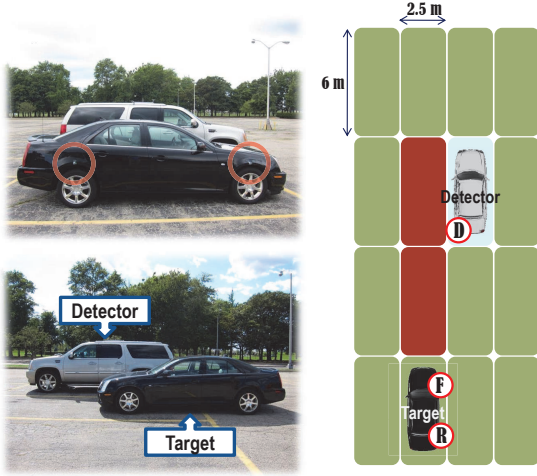 2.5 m
6 m
Detector
D
Detector
F
Target
R
Target